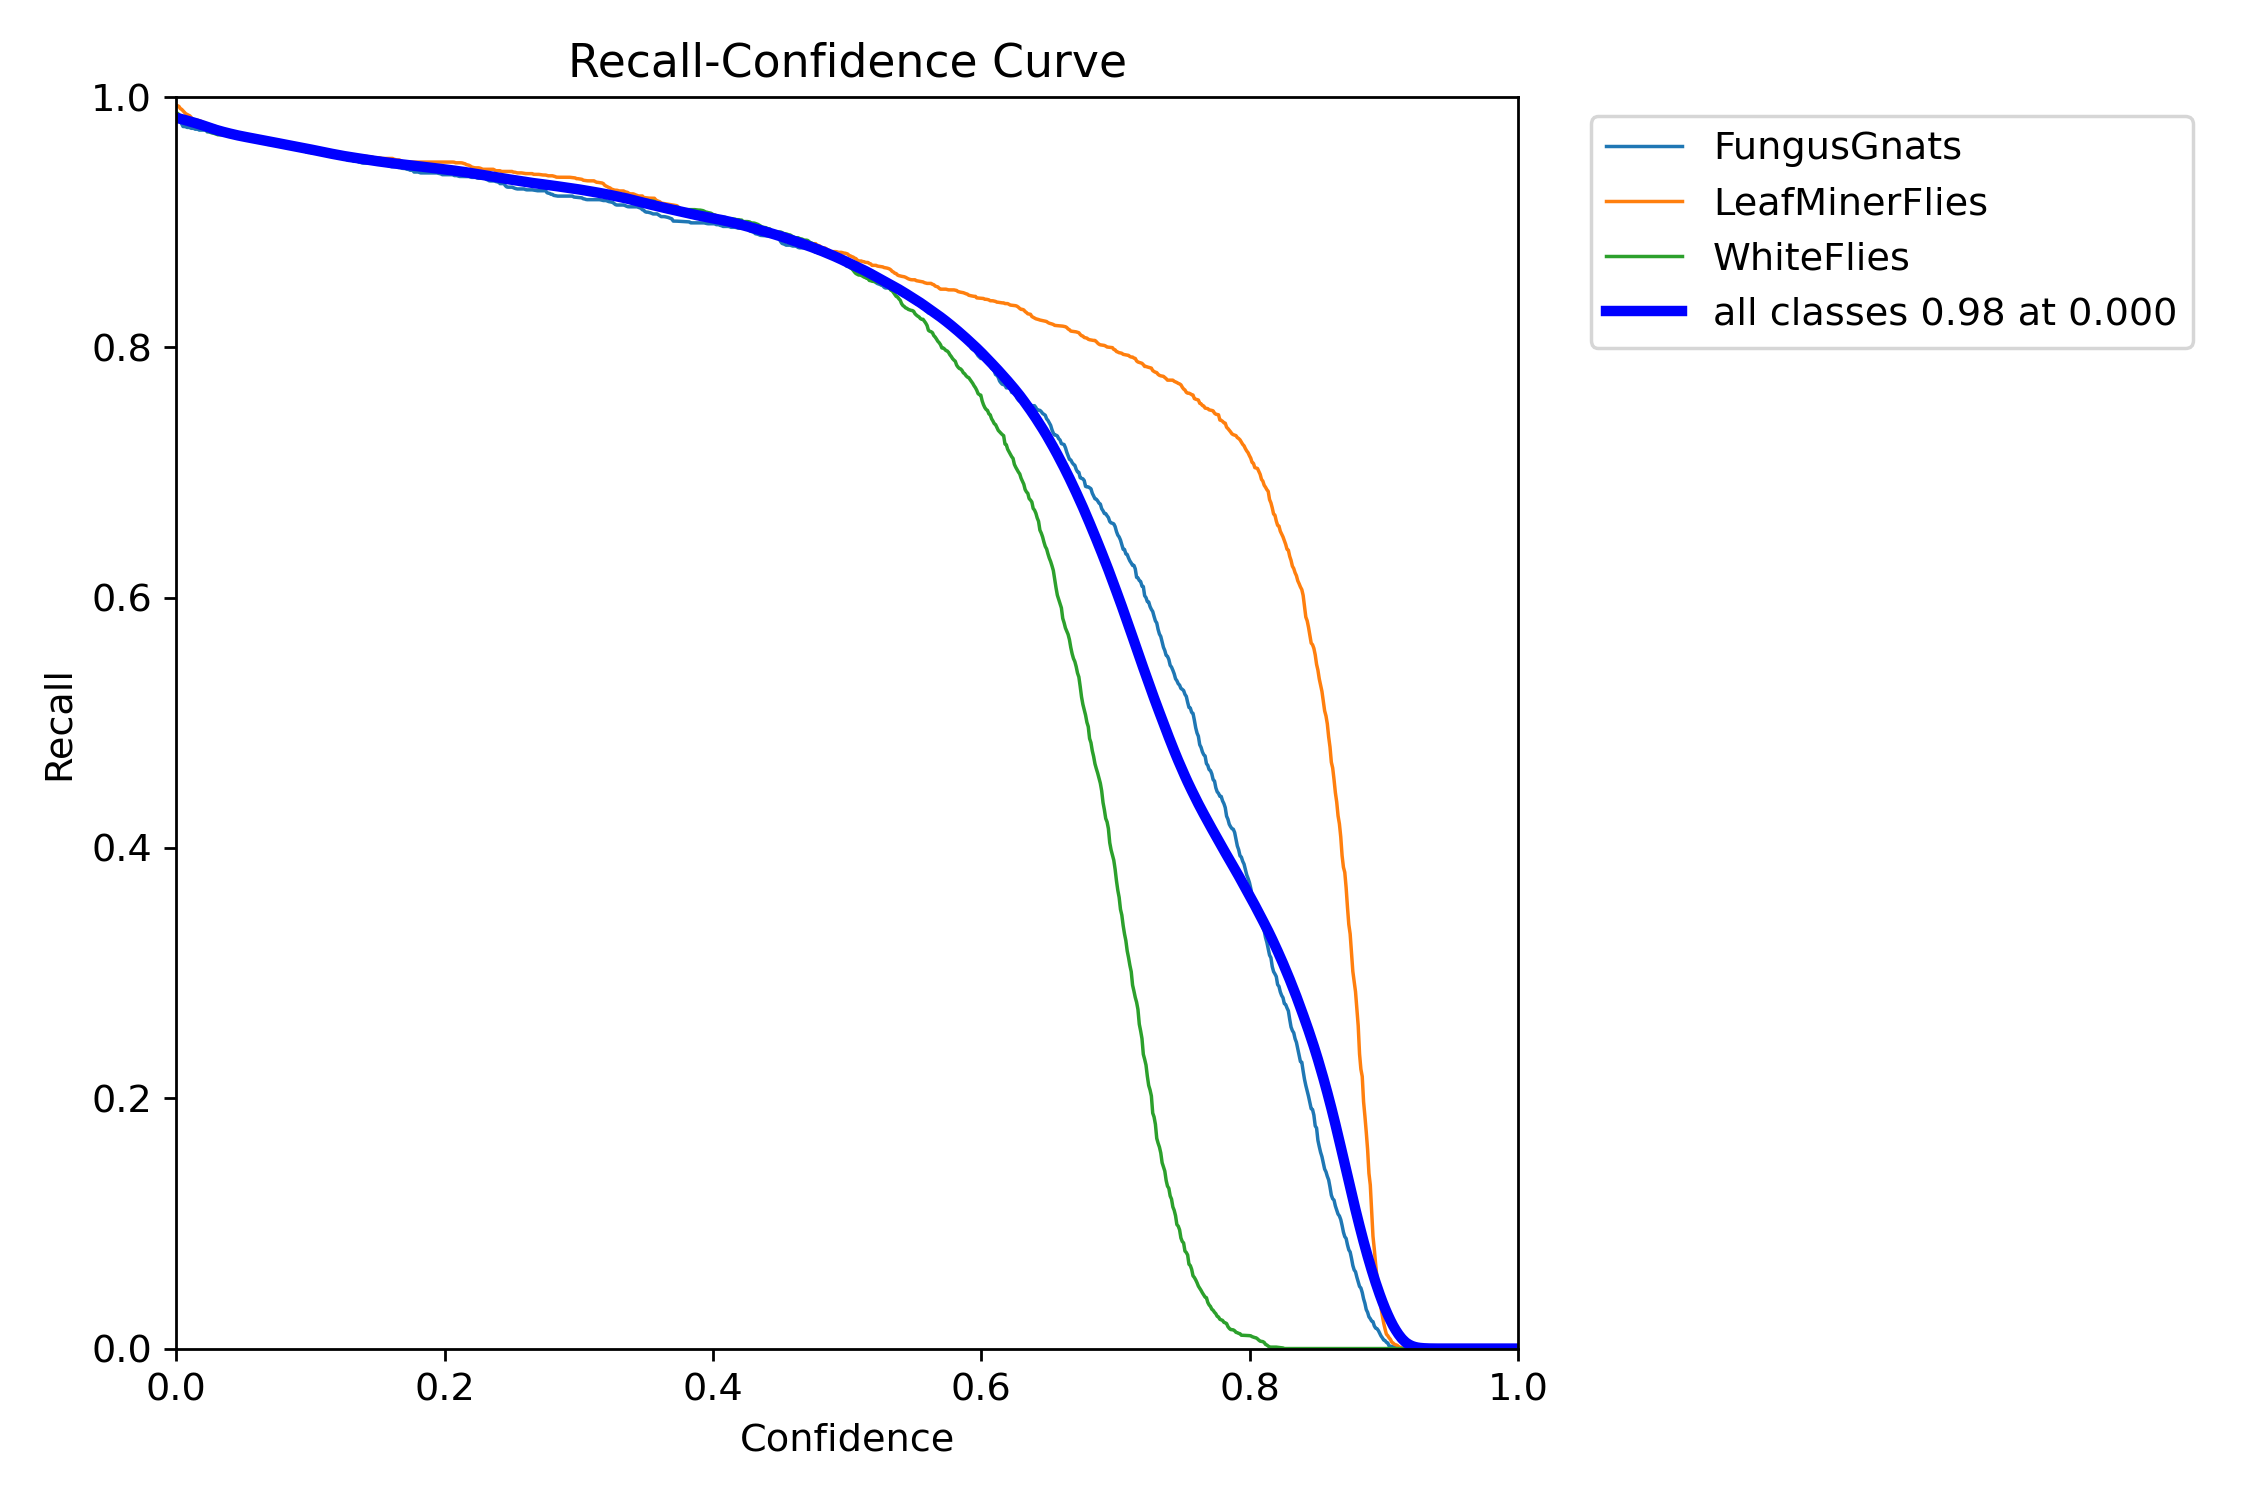 Recall-Confidence Curve
1.0
0.8
0.6
0.4
0.2
0.0
Recall
0.0 0.2 0.4 0.6 0.8 1.0
Confidence
FungusGnats
LeafMinerFlies
WhiteFlies
all classes 0.98 at 0.000